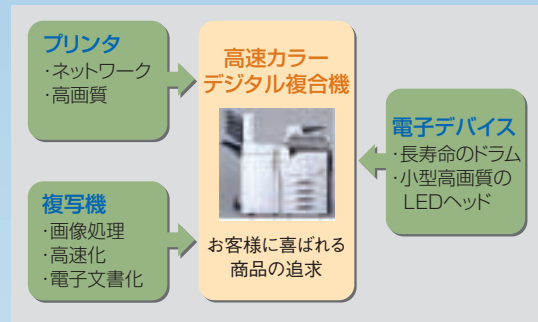 プリンタ
・ネットワーク
・高画質
複写機
・画像処理
・高速化
・電子文書化
高速カラー
デジタル複合機
お客様に喜ばれる
商品の追求
電子デバイス
・長寿命のドラム
・小型高画質の
LEDヘッド